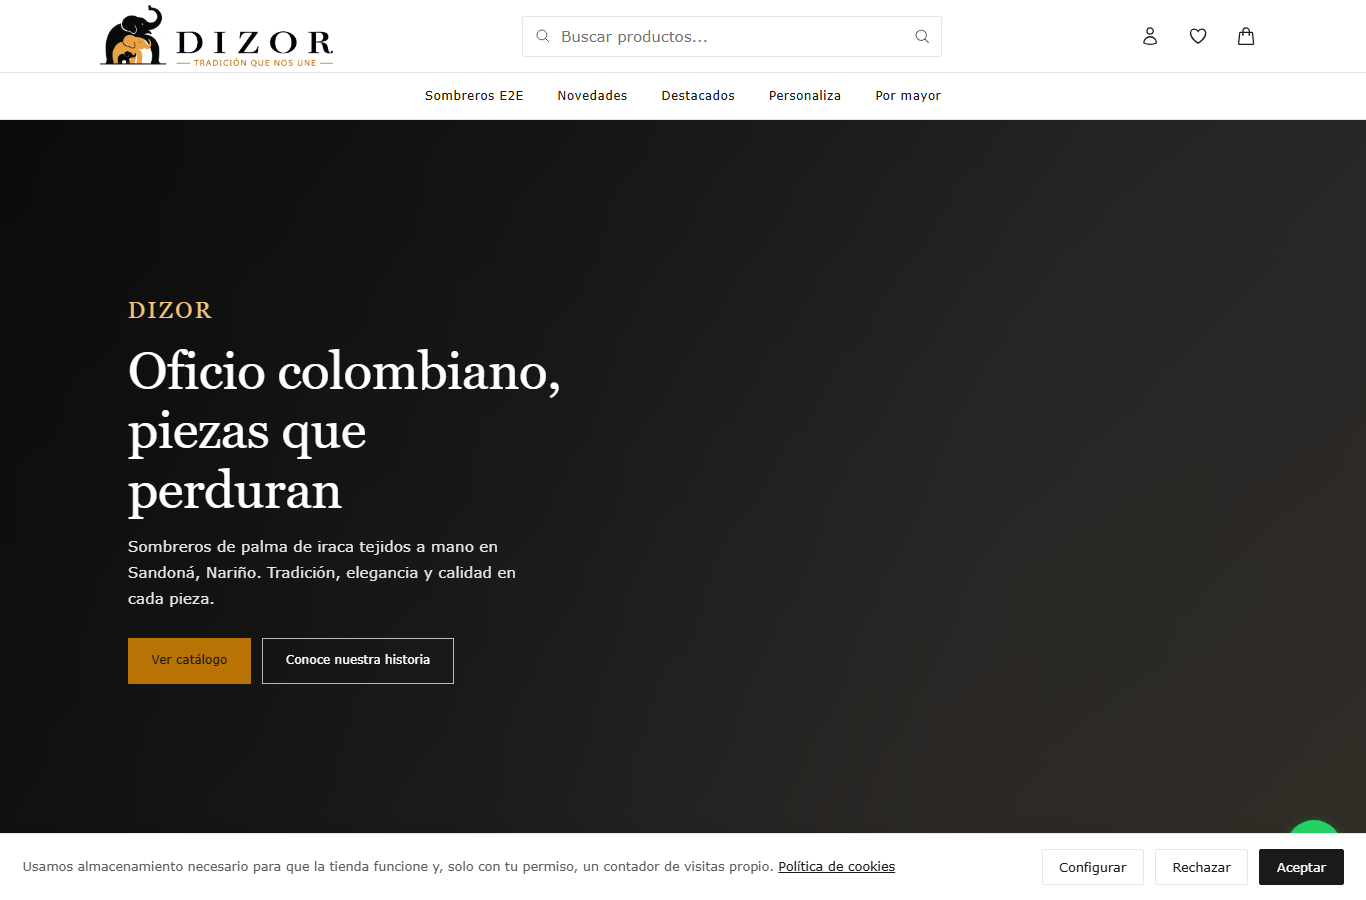 DIZOR
TRADICIÓN QUE NOS UNE
Buscar productos...
Sombreros E2E
Novedades
Destacados
Personaliza
Por mayor
DIZOR
Oficio colombiano,
piezas que
perduran
Sombreros de palma de iraca tejidos a mano en
Sandoná, Nariño. Tradición, elegancia y calidad en
cada pieza.
Ver catálogo
Conoce nuestra historia
Usamos almacenamiento necesario para que la tienda funcione y, solo con tu permiso, un contador de visitas propio. Política de cookies
Configurar
Rechazar
Aceptar